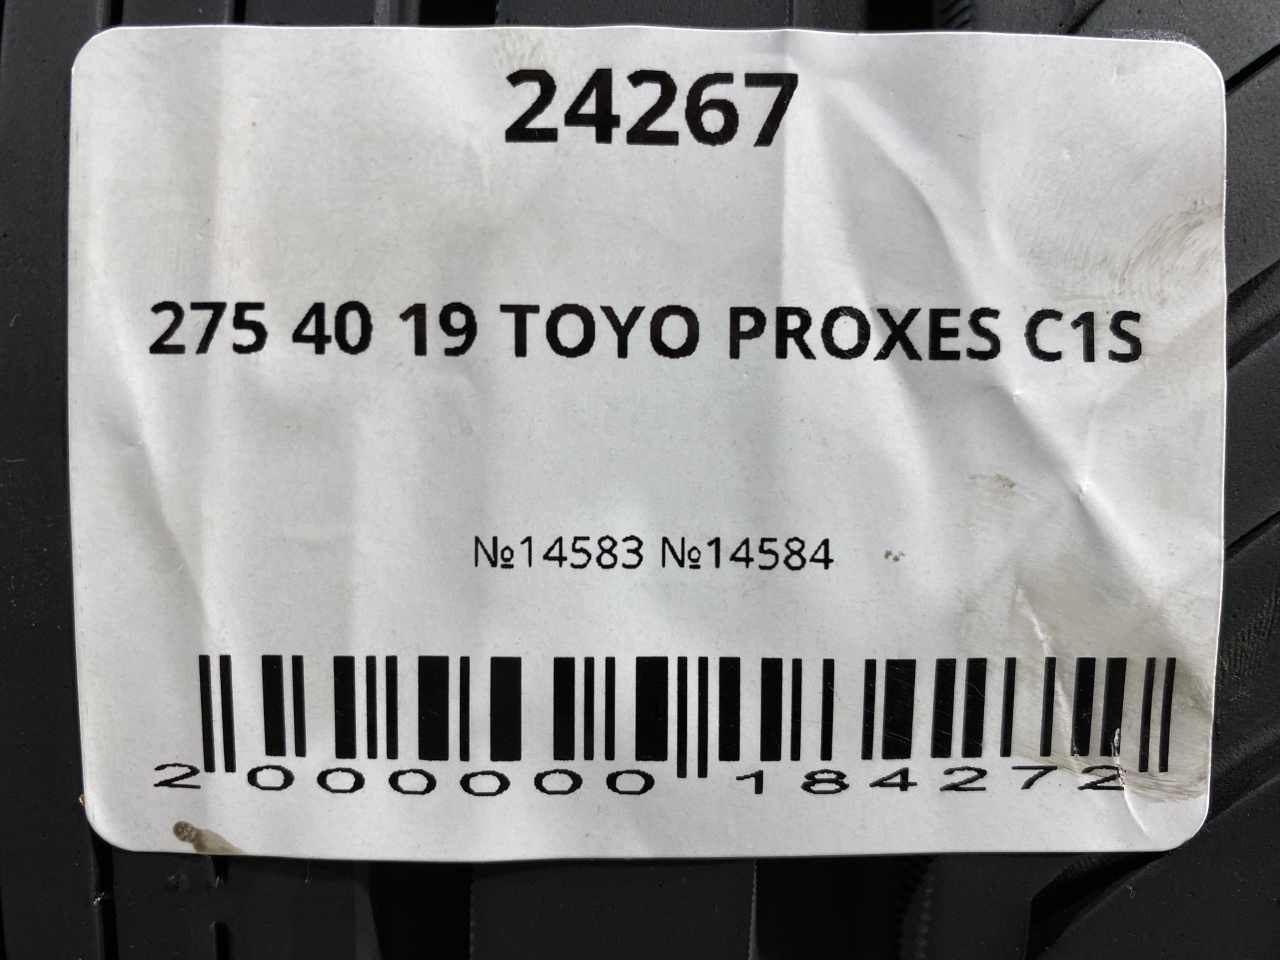 24267
275 40 19 TOYO PROXES C1S
№14583 №14584
2 000000 184272